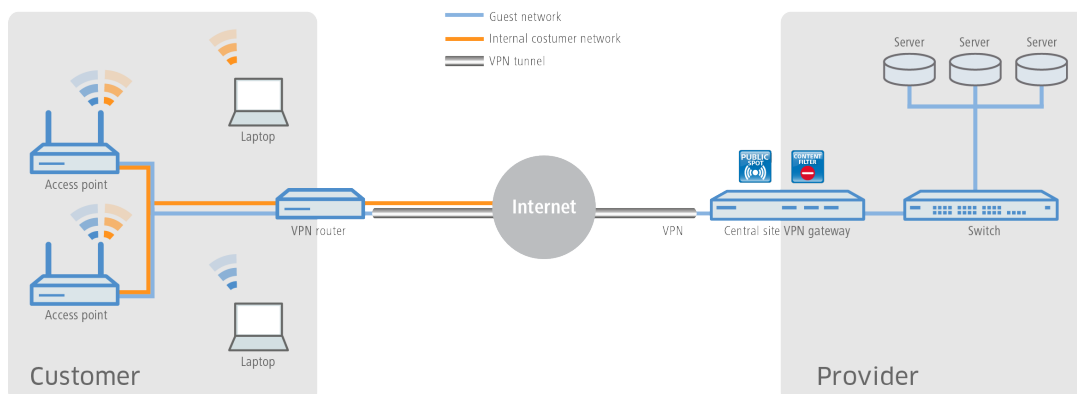 Guest network
Internal costumer network
VPN tunnel
Server
Server
Server
Laptop
Access point
PUBLIC
SPOT
CONTENT
FILTER
Internet
VPN router
VPN
Central site VPN gateway
Switch
Access point
Laptop
Customer
Provider